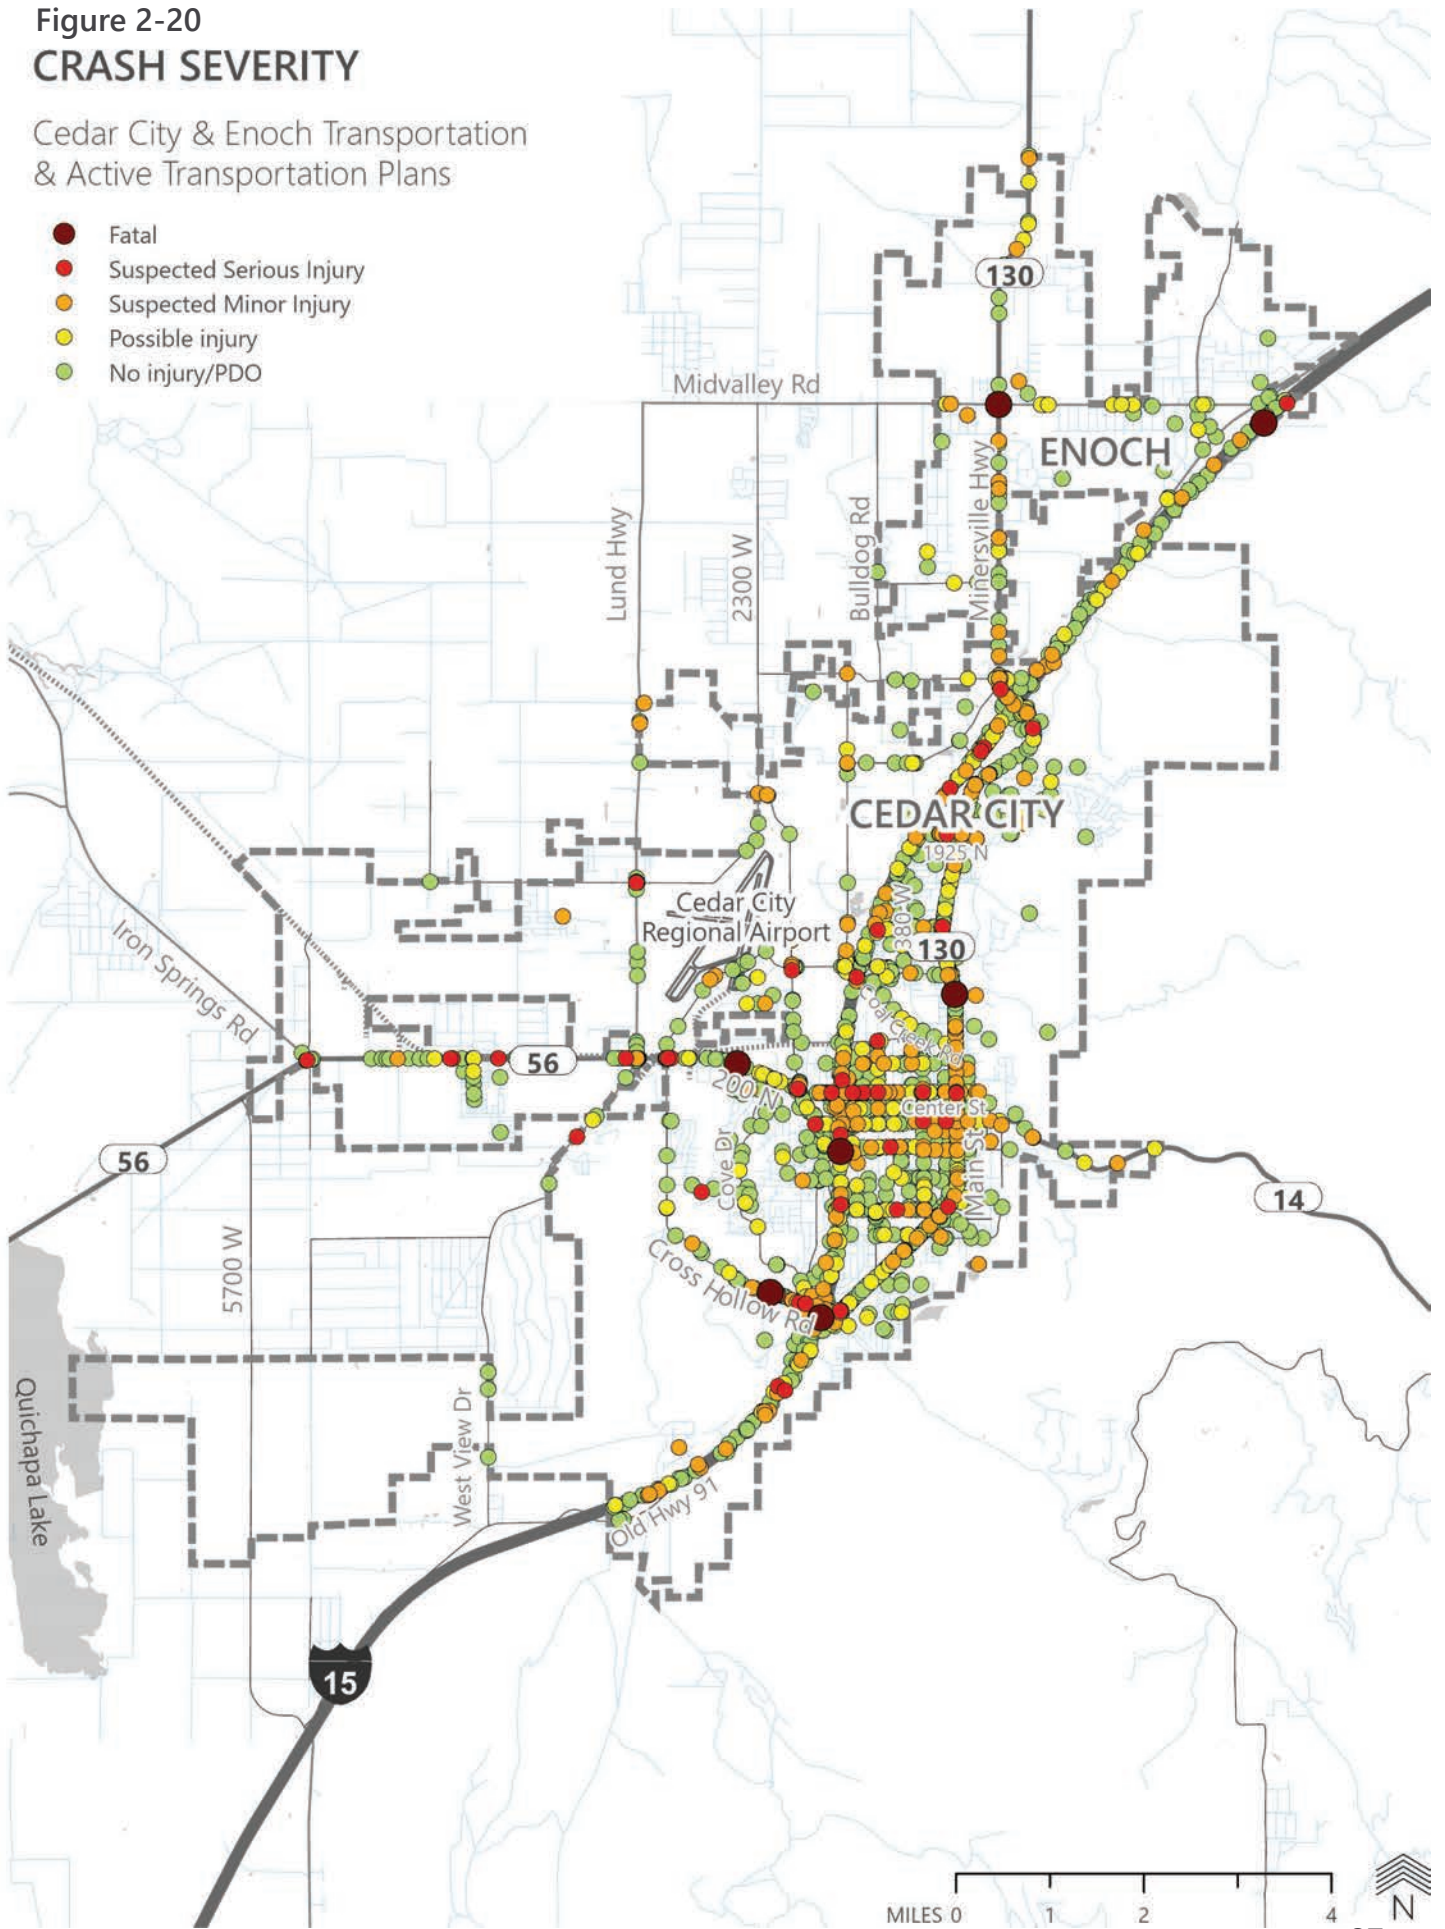 Figure 2-20
CRASH SEVERITY
Cedar City & Enoch Transportation
& Active Transportation Plans
Fatal
Suspected Serious Injury
Suspected Minor Injury
Possible injury
No injury/PDO
130
Midvalley Rd
ENOCH
Lund Hwy
2300 W
Bulldog Rd
Minersville Hwy
CEDAR CITY
1925 N
Cedar City
Regional Airport
380 W
130
Iron Springs Rd
Coal Creek Rd
56
200 N
Center St
56
Cove Dr
Main St
14
5700 W
Cross Hollow Rd
Quichapa Lake
West View Dr
Old Hwy 91
15
MILES 0 1 2 4
N